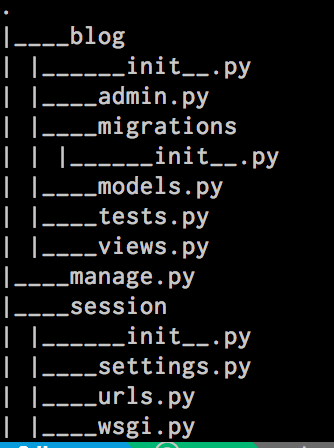 .
|____blog
| |______init__.py
| |____admin.py
| |____migrations
| | |______init__.py
| |____models.py
| |____tests.py
| |____views.py
|____manage.py
|____session
| |______init__.py
| |____settings.py
| |____urls.py
| |____wsgi.py